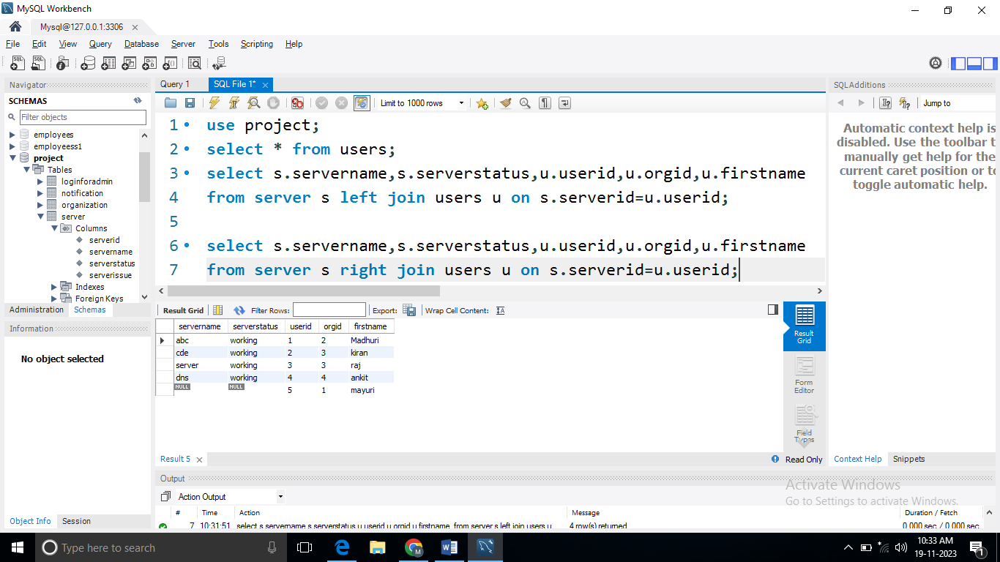 MySQL Workbench
Mysql@127.0.0.1:3306
File Edit View Query Database Server Tools Scripting Help
Navigator
SCHEMAS
Filter objects
employees
employeess1
project
Tables
loginforadmin
notification
organization
server
Columns
serverid
servername
serverstatus
serverissue
Indexes
Foreign Keys
Administration Schemas
Information
No object selected
Object Info Session
Query 1 SQL File 1*
Limit to 1000 rows
1 use project;
2 select * from users;
3 select s.servername,s.serverstatus,u.userid,u.orgid,u.firstname
4 from server s left join users u on s.serverid=u.userid;
5
6 select s.servername,s.serverstatus,u.userid,u.orgid,u.firstname
7 from server s right join users u on s.serverid=u.userid;
Result Grid Filter Rows: Export: Wrap Cell Content:
servername serverstatus userid orgid firstname
abc working 1 2 Madhuri
cde working 2 3 kiran
server working 3 3 raj
dns working 4 4 ankit
NULL NULL 5 1 mayuri
Result Grid
Form Editor
Field Types
Result 5
Read Only
SQLAdditions
Jump to
Automatic context help is
disabled. Use the toolbar t
manually get help for the
current caret position or to
toggle automatic help.
Context Help Snippets
Output
Action Output
# Time Action Message Duration / Fetch
7 10:31:51 select s.servername,s.serverstatus,u.userid,u.orgid,u.firstname from server s left join users u 4 row(s) returned 0.000 sec / 0.000 sec
Activate Windows
Go to Settings to activate Windows.
Type here to search
10:33 AM
19-11-2023
1